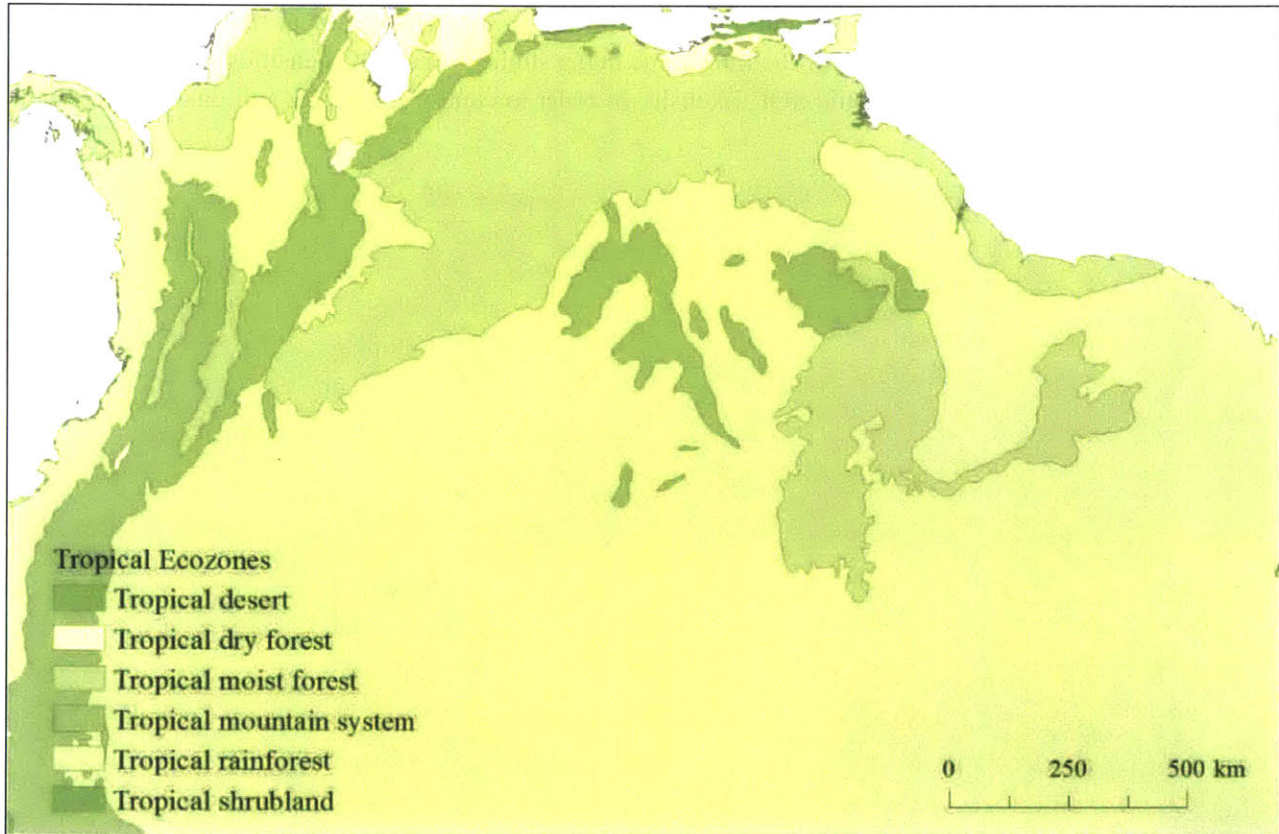 Tropical Ecozones
Tropical desert
Tropical dry forest
Tropical moist forest
Tropical mountain system
Tropical rainforest
Tropical shrubland
0 250 500 km